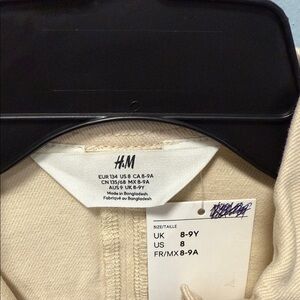 H&M
EUR 134 US 8 CA 8-9A
CN 135/68 MX 8-9A
AUS 9 UK 8-9Y
Made in Bangladesh
Fabriqué au Bangladesh
SIZE/TAILLE
UK 8-9Y
US 8
FR/MX 8-9A